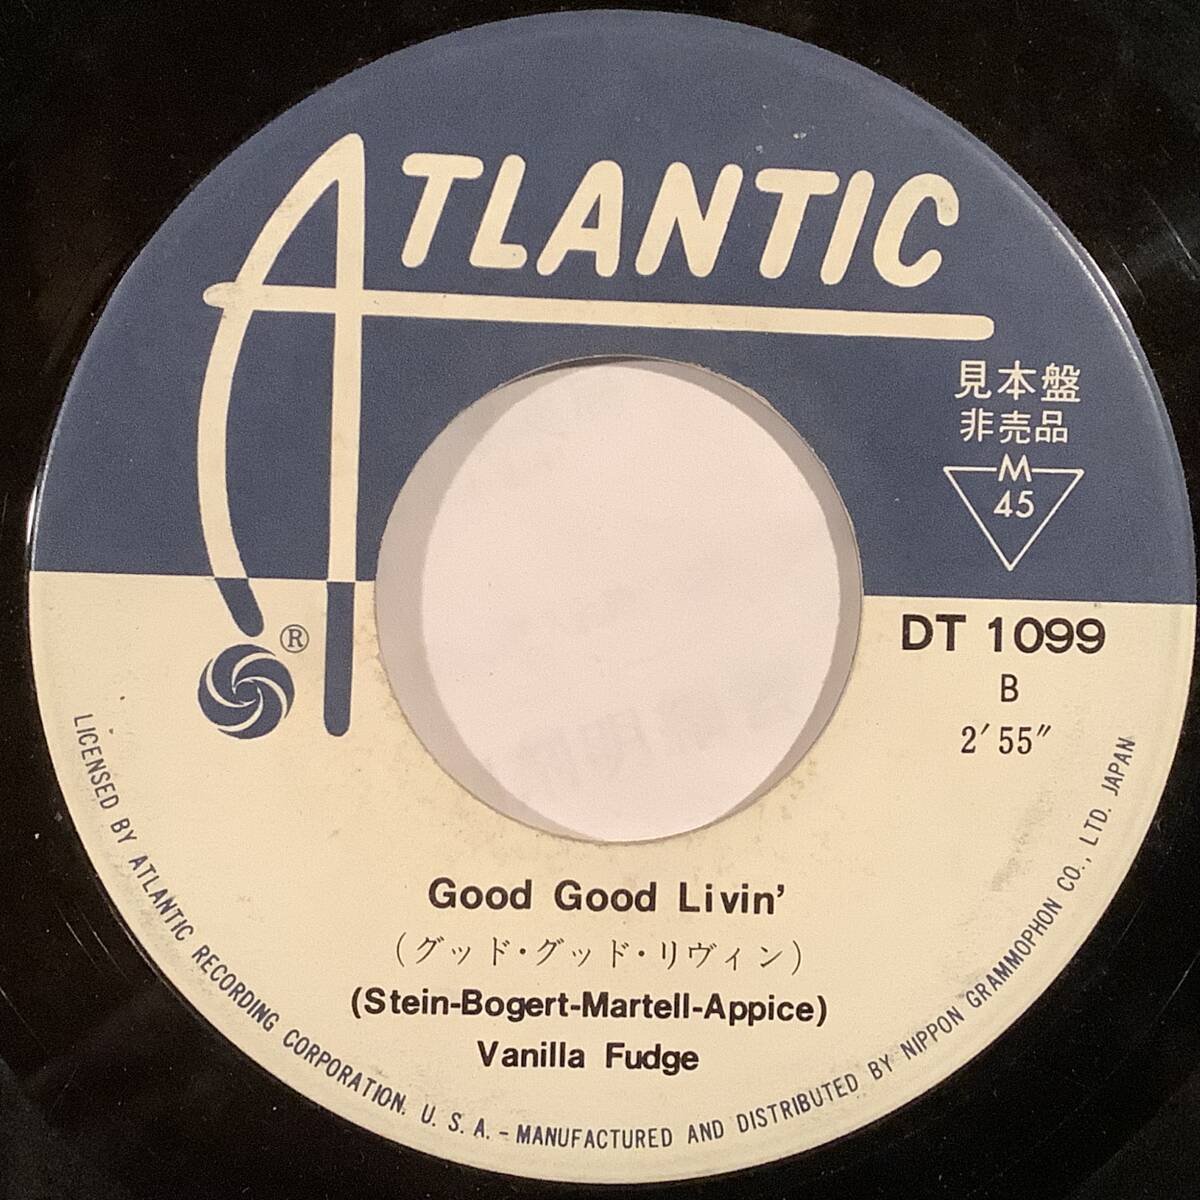 ATLANTIC
見本盤
非売品
M
45
®
DT 1099
B
2′55″
Good Good Livin'
(グッド・グッド・リヴィン)
(Stein-Bogert-Martell-Appice)
Vanilla Fudge
LICENSED BY ATLANTIC RECORDING CORPORATION. U. S. A. – MANUFACTURED AND DISTRIBUTED BY NIPPON GRAMMOPHON CO., LTD. JAPAN